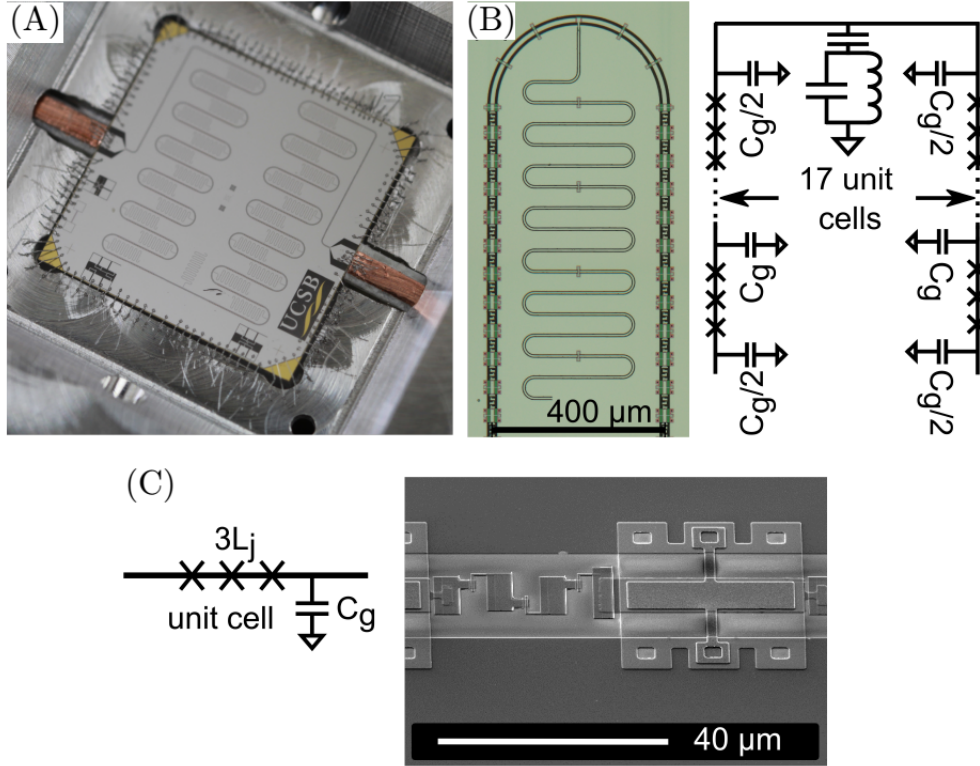 (A)
UCSB
(B)
400 μm
Cg/2
Cg/2
17 unit
cells
Cg
Cg
Cg/2
Cg/2
(C)
3Lj
unit cell
Cg
40 μm